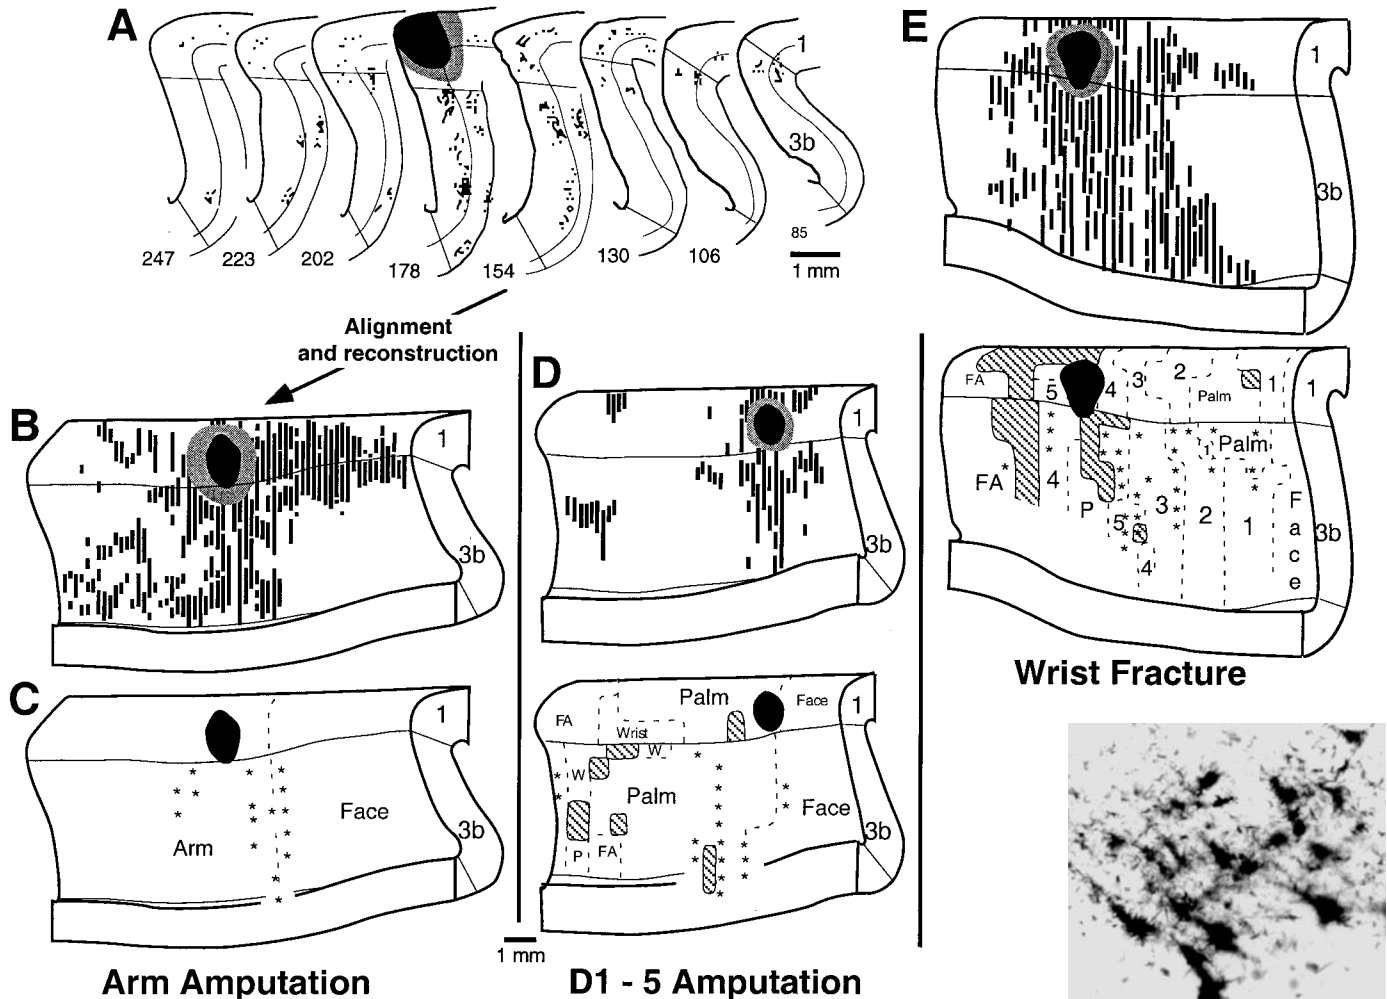 A
1
3b
247
223
202
178
154
130
106
85
1 mm
Alignment
and reconstruction
B
1
3b
C
1
Arm
Face
3b
Arm Amputation
D
1
3b
FA
Palm
Face
1
Wrist
W
W
Palm
Face
3b
P
FA
1 mm
D1 - 5 Amputation
E
1
3b
FA
5
4
3
2
Palm
1
1
FA
4
P
5
4
3
2
1
Palm
1
Face
3b
Wrist Fracture